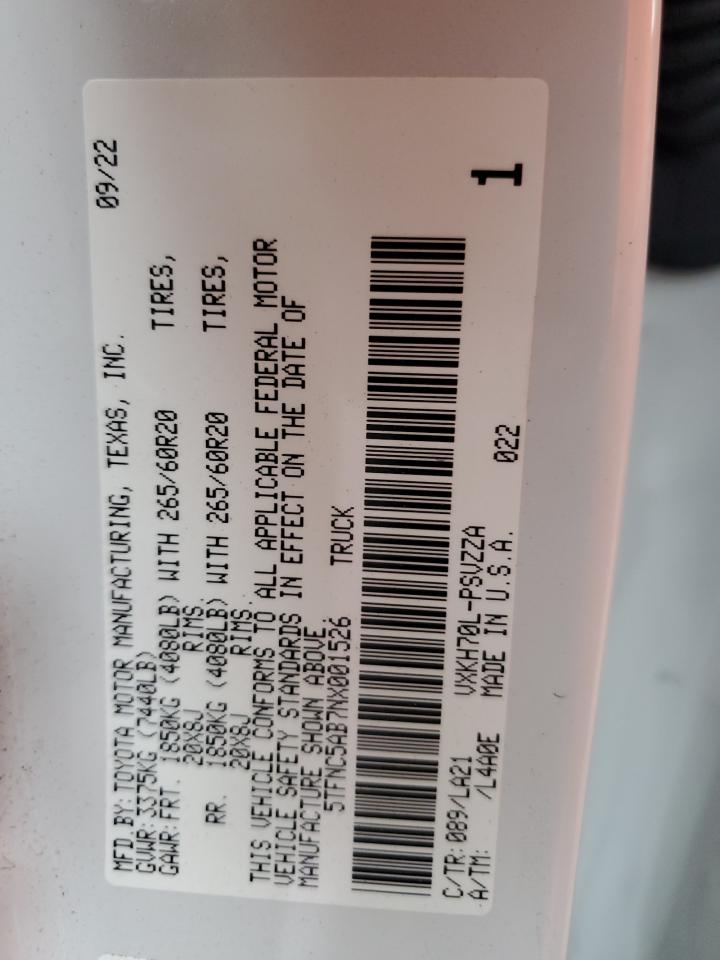 MFD.BY:TOYOTA MOTOR MANUFACTURING, TEXAS, INC. 09/22
GVWR:3375KG (7440LB)
GAWR:FRT. 1850KG (4080LB) WITH 265/60R20 TIRES,
20X8J RIMS.
RR. 1850KG (4080LB) WITH 265/60R20 TIRES,
20X8J RIMS.
THIS VEHICLE CONFORMS TO ALL APPLICABLE FEDERAL MOTOR
VEHICLE SAFETY STANDARDS IN EFFECT ON THE DATE OF
MANUFACTURE SHOWN ABOVE.
5TFNC5AB7NX001526 TRUCK
C/TR:089/LA21 VXKH70L-PSVZZA 022 1
A/TM: /L4A0E MADE IN U.S.A.